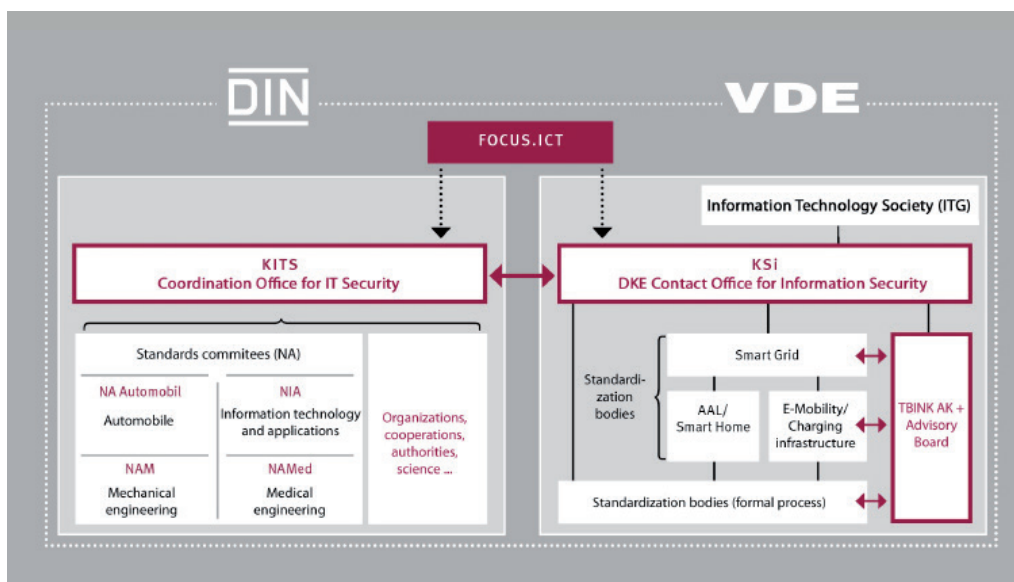 DIN
VDE
FOCUS.ICT
Information Technology Society (ITG)
KITS
Coordination Office for IT Security
KSi
DKE Contact Office for Information Security
Standards commitees (NA)
NA Automobil
Automobile
NIA
Information technology
and applications
NAM
Mechanical
engineering
NAMed
Medical
engineering
Organizations,
cooperations,
authorities,
science ...
Standardi-
zation
bodies
Smart Grid
AAL/
Smart Home
E-Mobility/
Charging
infrastructure
TBINK AK +
Advisory
Board
Standardization bodies (formal process)